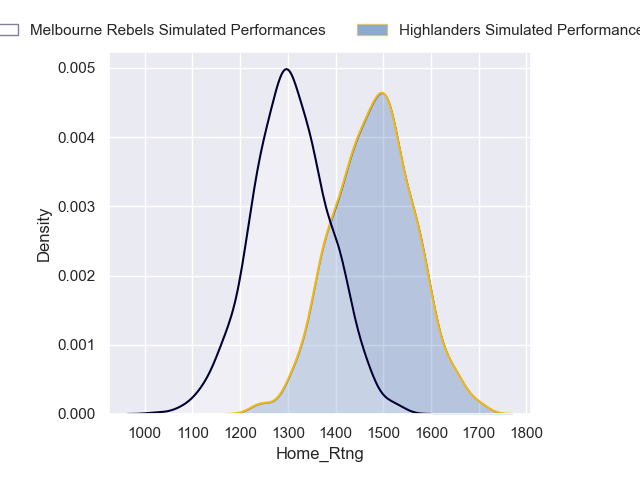 Melbourne Rebels Simulated Performances Highlanders Simulated Performance
0.005
0.004
0.003
0.002
0.001
0.000
Density
1000 1100 1200 1300 1400 1500 1600 1700 1800
Home_Rtng